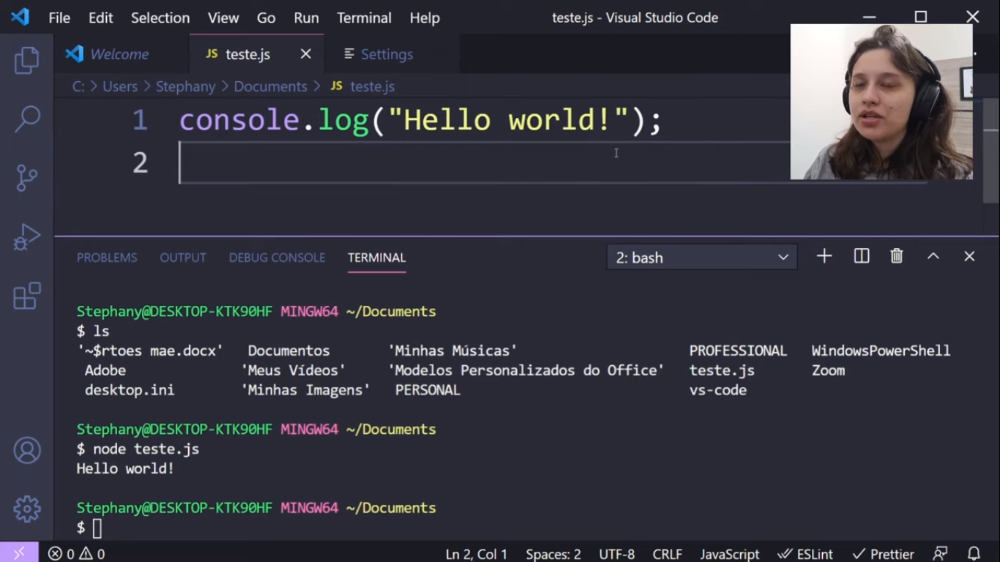 File Edit Selection View Go Run Terminal Help teste.js - Visual Studio Code
Welcome JS teste.js Settings
C: > Users > Stephany > Documents > JS teste.js
1 console.log("Hello world!");
2
PROBLEMS OUTPUT DEBUG CONSOLE TERMINAL 2: bash
Stephany@DESKTOP-KTK90HF MINGW64 ~/Documents
$ ls
'~$rtoes mae.docx' Documentos 'Minhas Músicas' PROFESSIONAL WindowsPowerShell
Adobe 'Meus Vídeos' 'Modelos Personalizados do Office' teste.js Zoom
desktop.ini 'Minhas Imagens' PERSONAL vs-code
Stephany@DESKTOP-KTK90HF MINGW64 ~/Documents
$ node teste.js
Hello world!
Stephany@DESKTOP-KTK90HF MINGW64 ~/Documents
$
0 0 Ln 2, Col 1 Spaces: 2 UTF-8 CRLF JavaScript ESLint Prettier